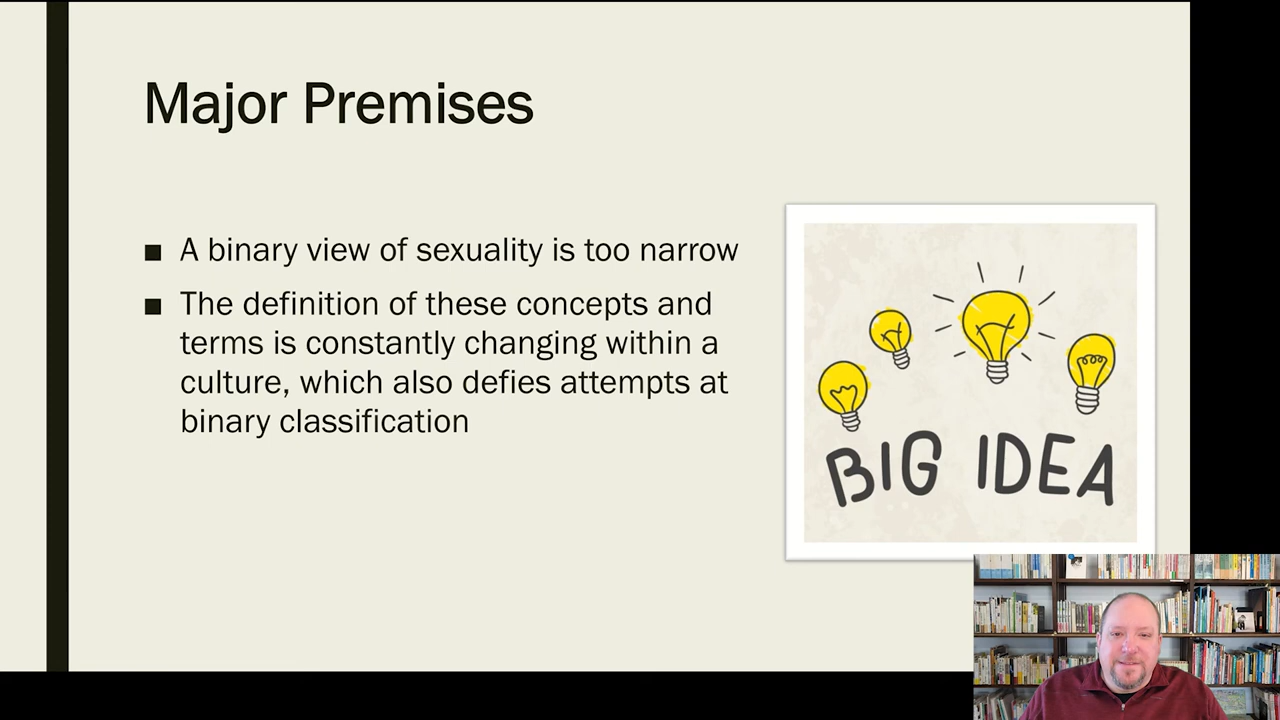 Major Premises
■ A binary view of sexuality is too narrow
■ The definition of these concepts and
terms is constantly changing within a
culture, which also defies attempts at
binary classification
BIG IDEA